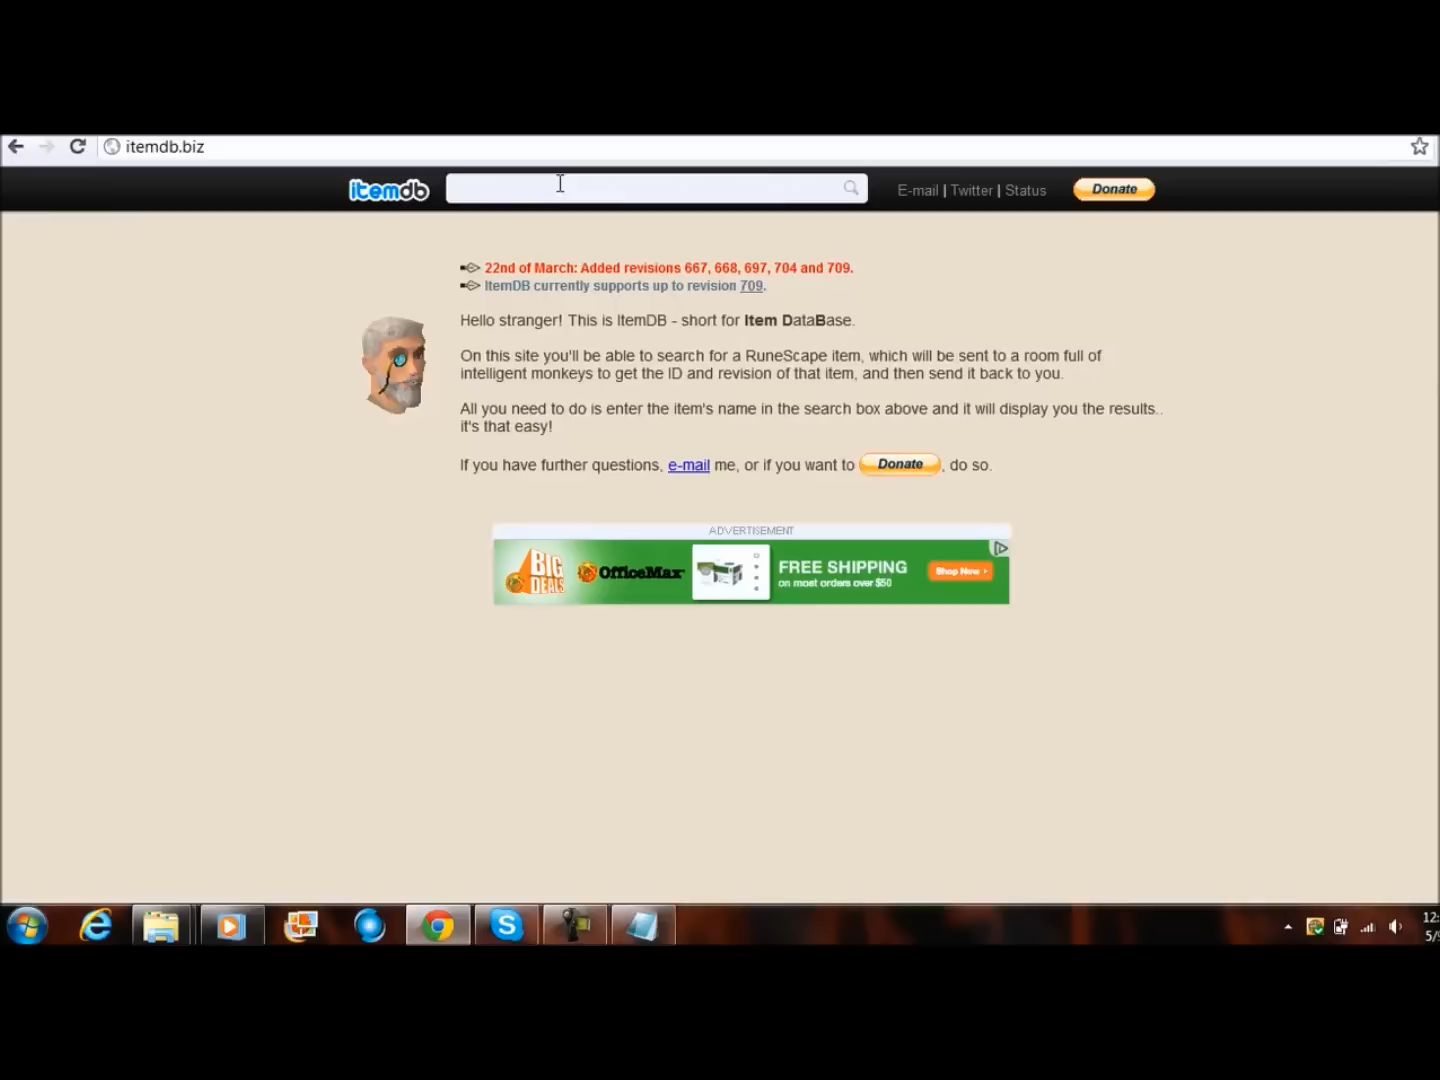 itemdb.biz
itemdb
E-mail | Twitter | Status
Donate
22nd of March: Added revisions 667, 668, 697, 704 and 709.
ItemDB currently supports up to revision 709.
Hello stranger! This is ItemDB - short for Item DataBase.
On this site you'll be able to search for a RuneScape item, which will be sent to a room full of
intelligent monkeys to get the ID and revision of that item, and then send it back to you.
All you need to do is enter the item's name in the search box above and it will display you the results..
it's that easy!
If you have further questions, e-mail me, or if you want to Donate, do so.
ADVERTISEMENT
BIG
DEALS
OfficeMax
FREE SHIPPING
on most orders over $50
Shop Now
12:
5/